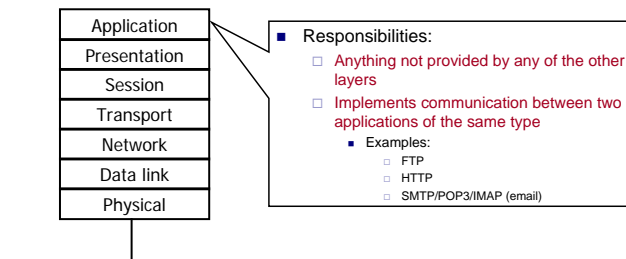 Application
Presentation
Session
Transport
Network
Data link
Physical
Responsibilities:
Anything not provided by any of the other
layers
Implements communication between two
applications of the same type
Examples:
FTP
HTTP
SMTP/POP3/IMAP (email)